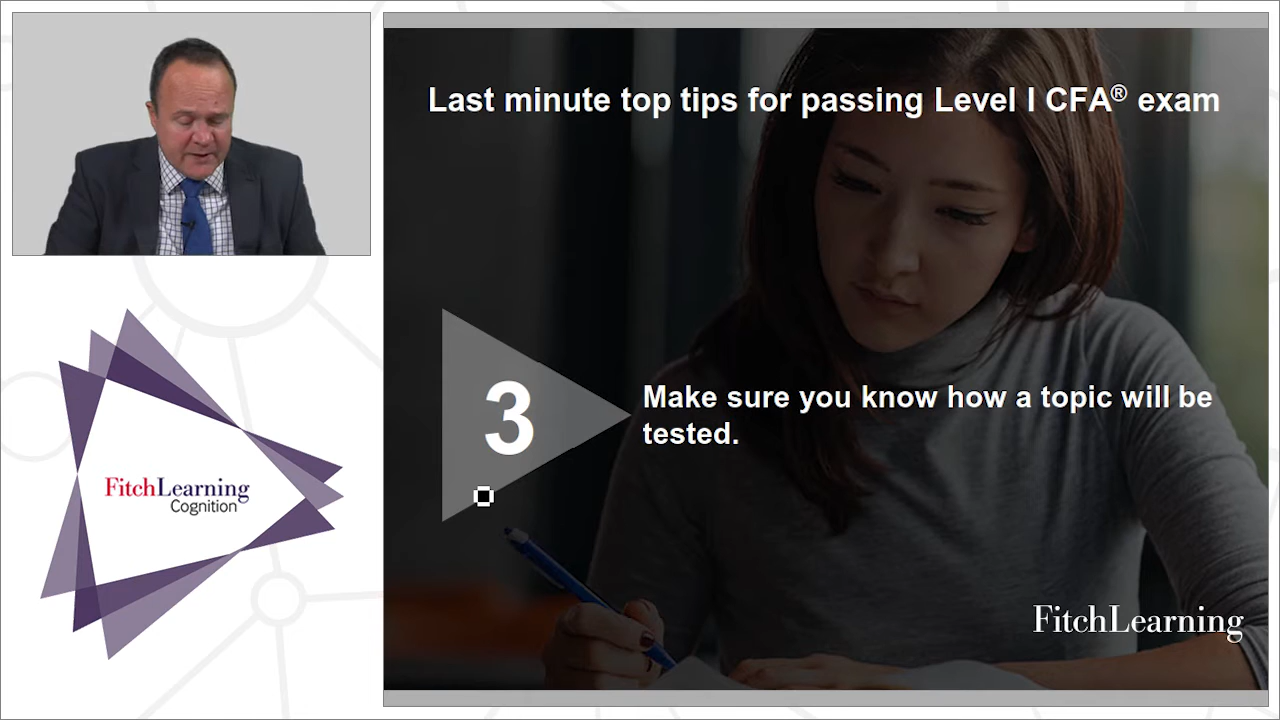 Last minute top tips for passing Level I CFA® exam
3
Make sure you know how a topic will be
tested.
FitchLearning
Cognition
FitchLearning